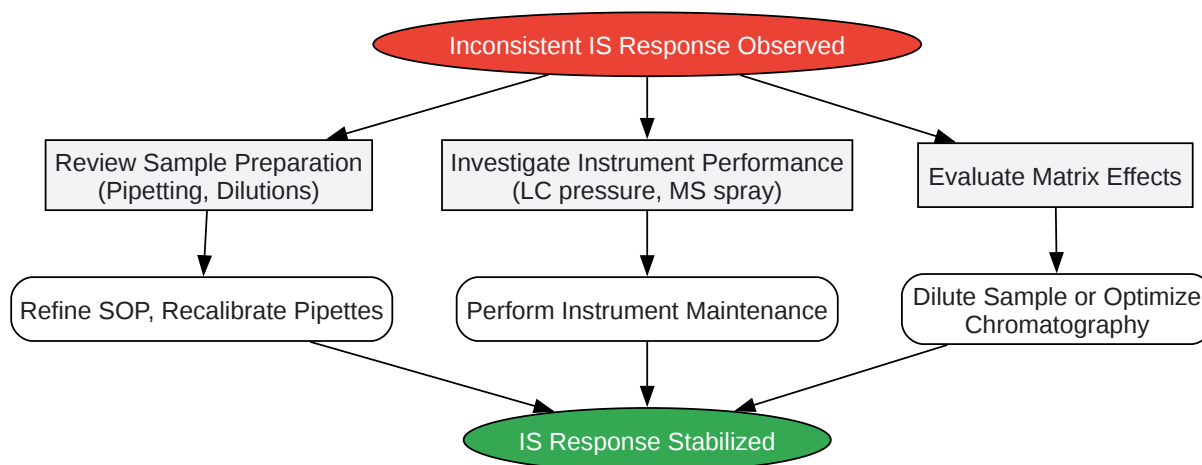 Inconsistent IS Response Observed
Review Sample Preparation
(Pipetting, Dilutions)
Investigate Instrument Performance
(LC pressure, MS spray)
Evaluate Matrix Effects
Refine SOP, Recalibrate Pipettes
Perform Instrument Maintenance
Dilute Sample or Optimize
Chromatography
IS Response Stabilized